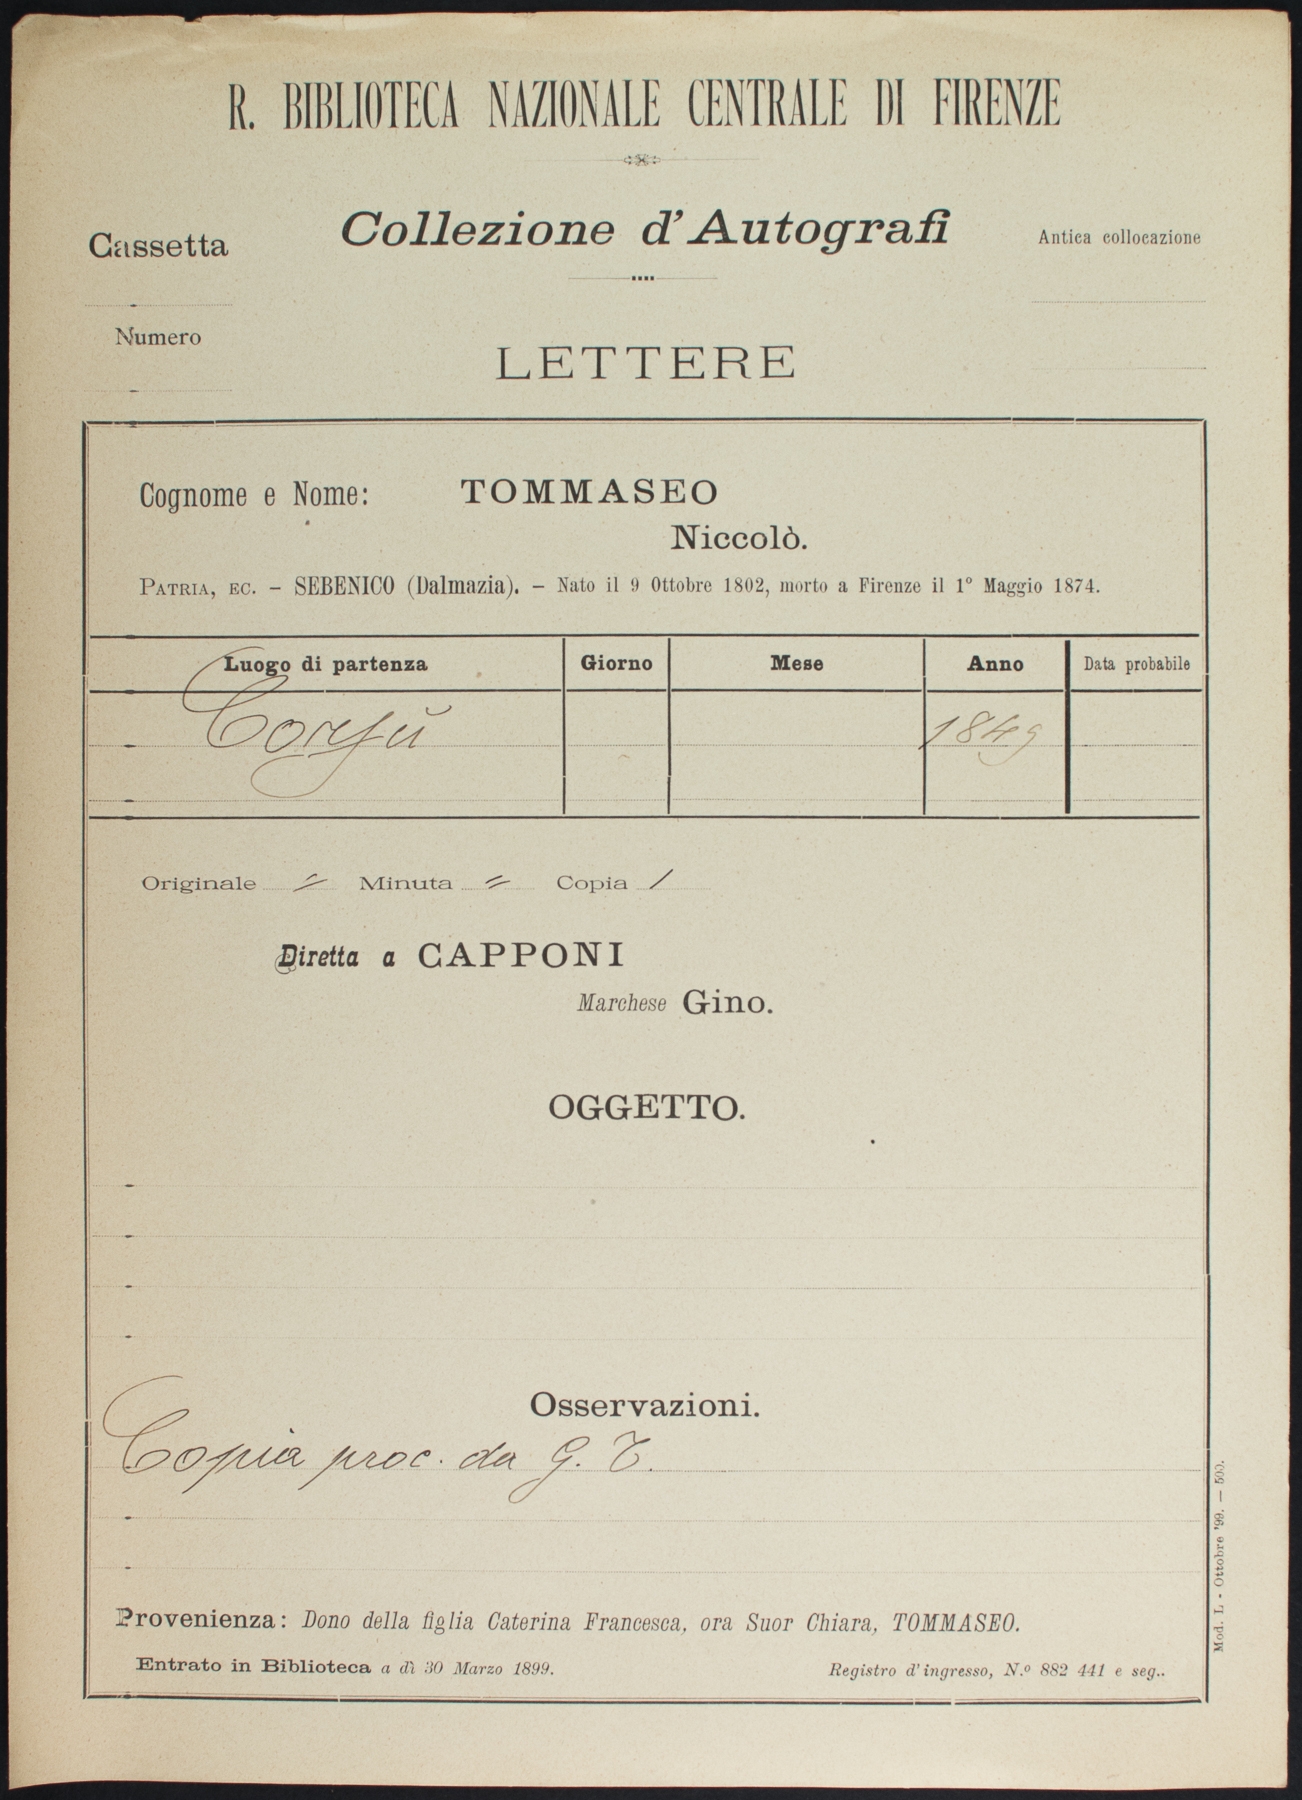 R. BIBLIOTECA NAZIONALE CENTRALE DI FIRENZE
Collezione d'Autografi
Cassetta
Antica collocazione
Numero
LETTERE
Cognome e Nome: TOMMASEO
Niccolò.
PATRIA, EC. – SEBENICO (Dalmazia). – Nato il 9 Ottobre 1802, morto a Firenze il 1º Maggio 1874.
Luogo di partenza Giorno Mese Anno Data probabile
Corfù 1849
Originale = Minuta = Copia /
Diretta a CAPPONI
Marchese Gino.
OGGETTO.
Osservazioni.
Copia proc. da G. T.
Provenienza: Dono della figlia Caterina Francesca, ora Suor Chiara, TOMMASEO.
Entrato in Biblioteca a dì 30 Marzo 1899. Registro d'ingresso, N.º 882 441 e seg..
Mod. L - Ottobre '99. — 500.